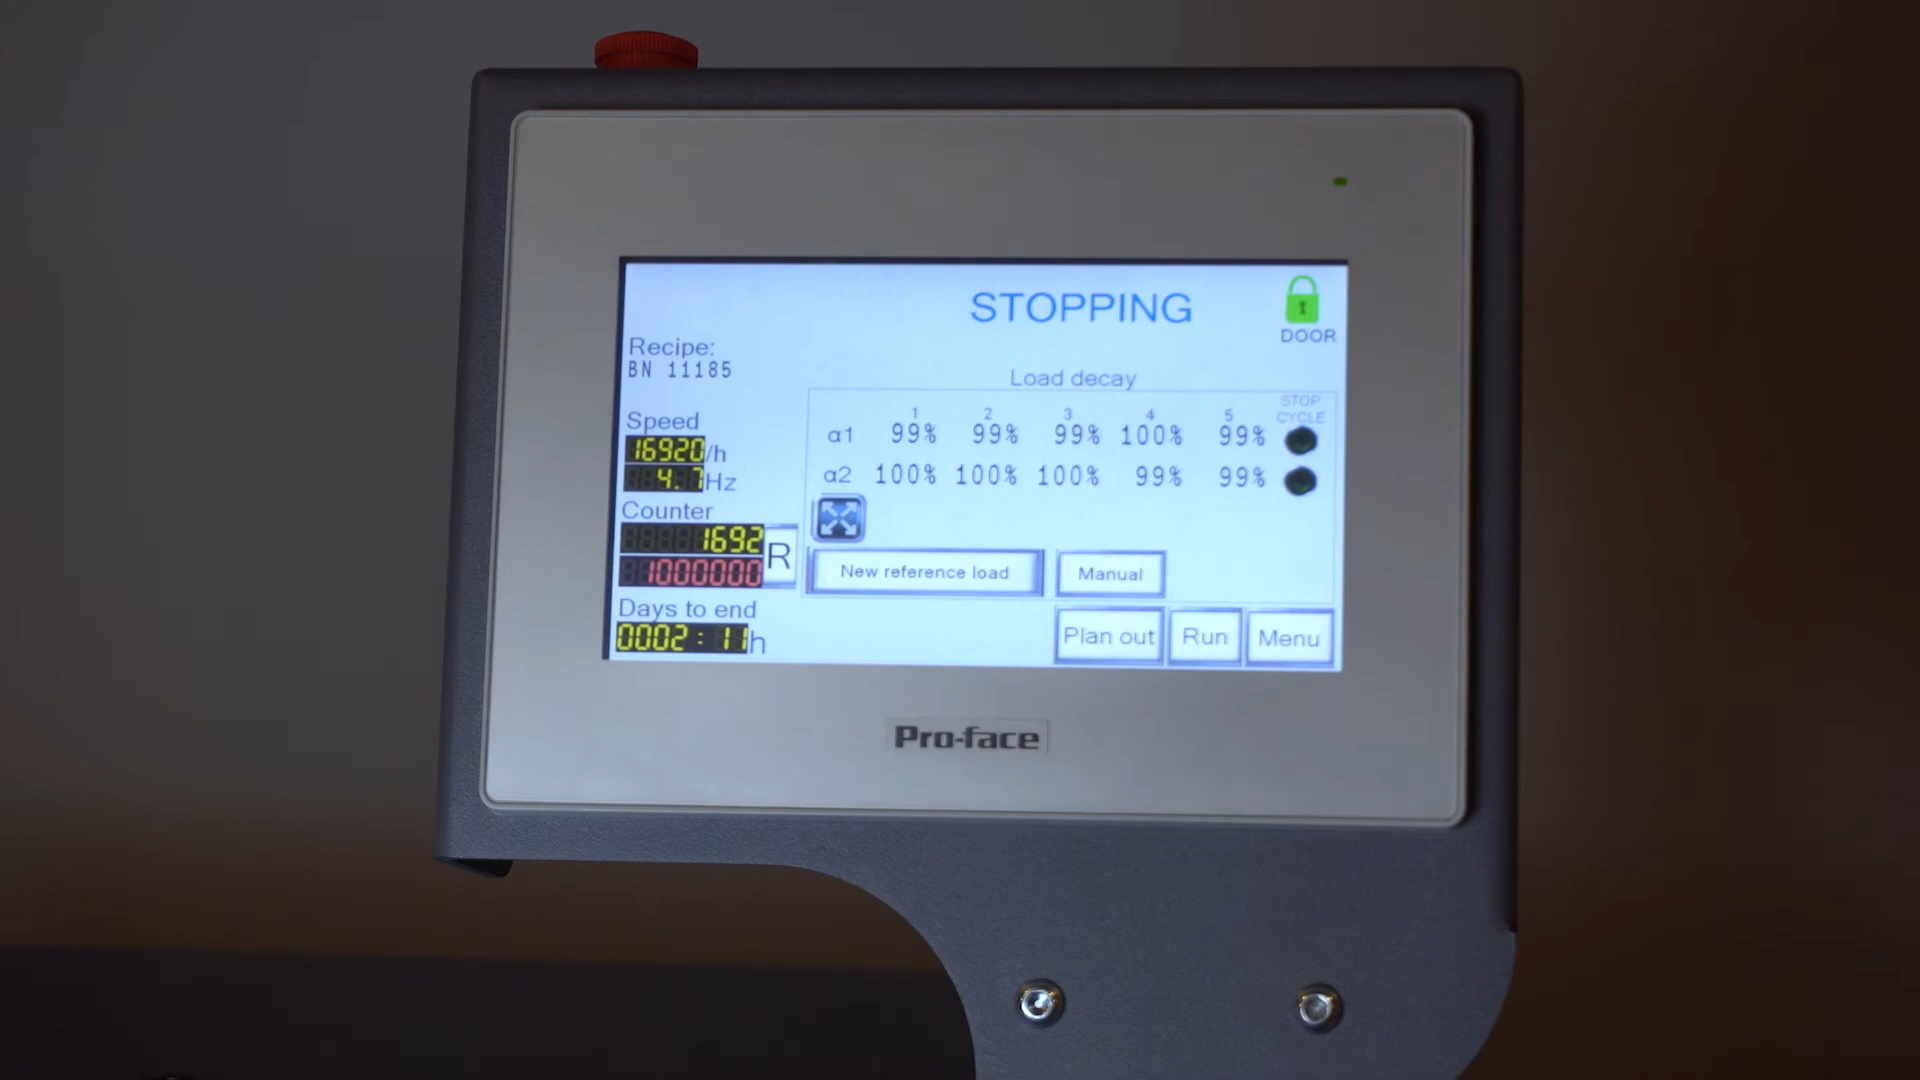 STOPPING
DOOR
Recipe:
BN 11185
Load decay
STOP
CYCLE
1 2 3 4 5
α1 99% 99% 99% 100% 99%
α2 100% 100% 100% 99% 99%
Speed
16920/h
4.7Hz
Counter
1692
1000000
R
New reference load
Manual
Days to end
0002:11h
Plan out
Run
Menu
Pro-face